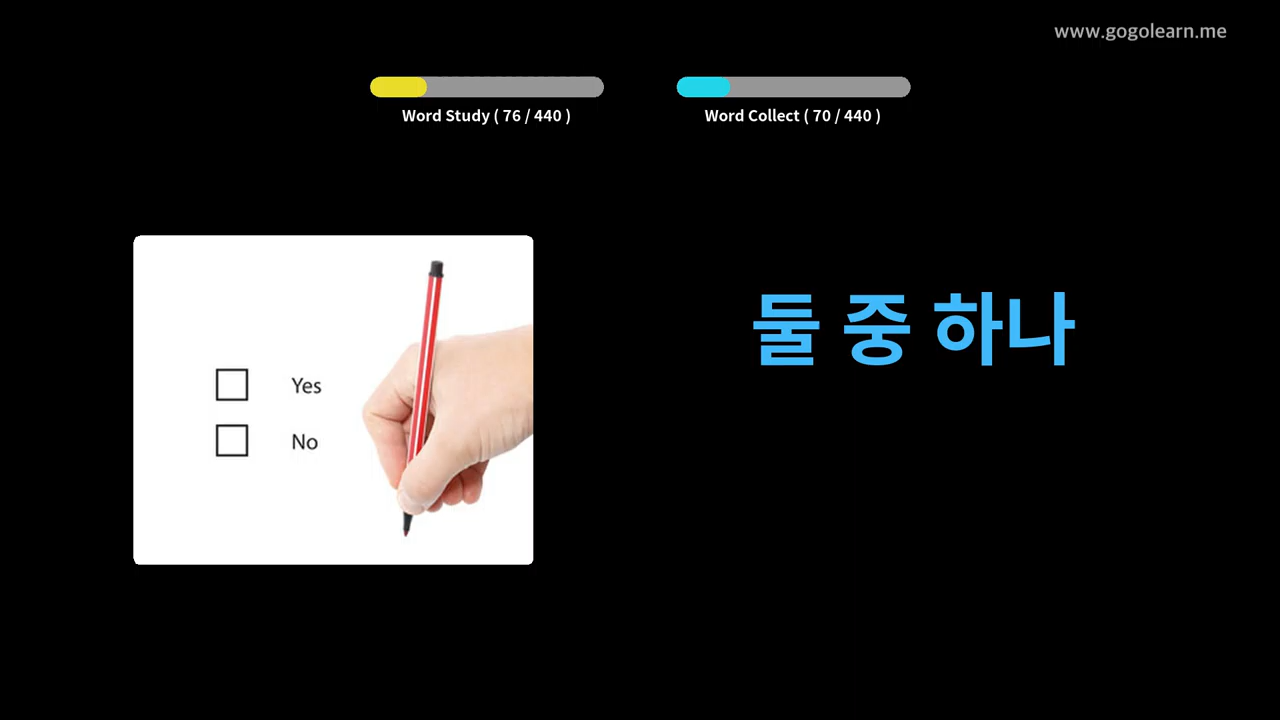 www.gogolearn.me
Word Study ( 76 / 440 )
Word Collect ( 70 / 440 )
둘 중 하나
Yes
No